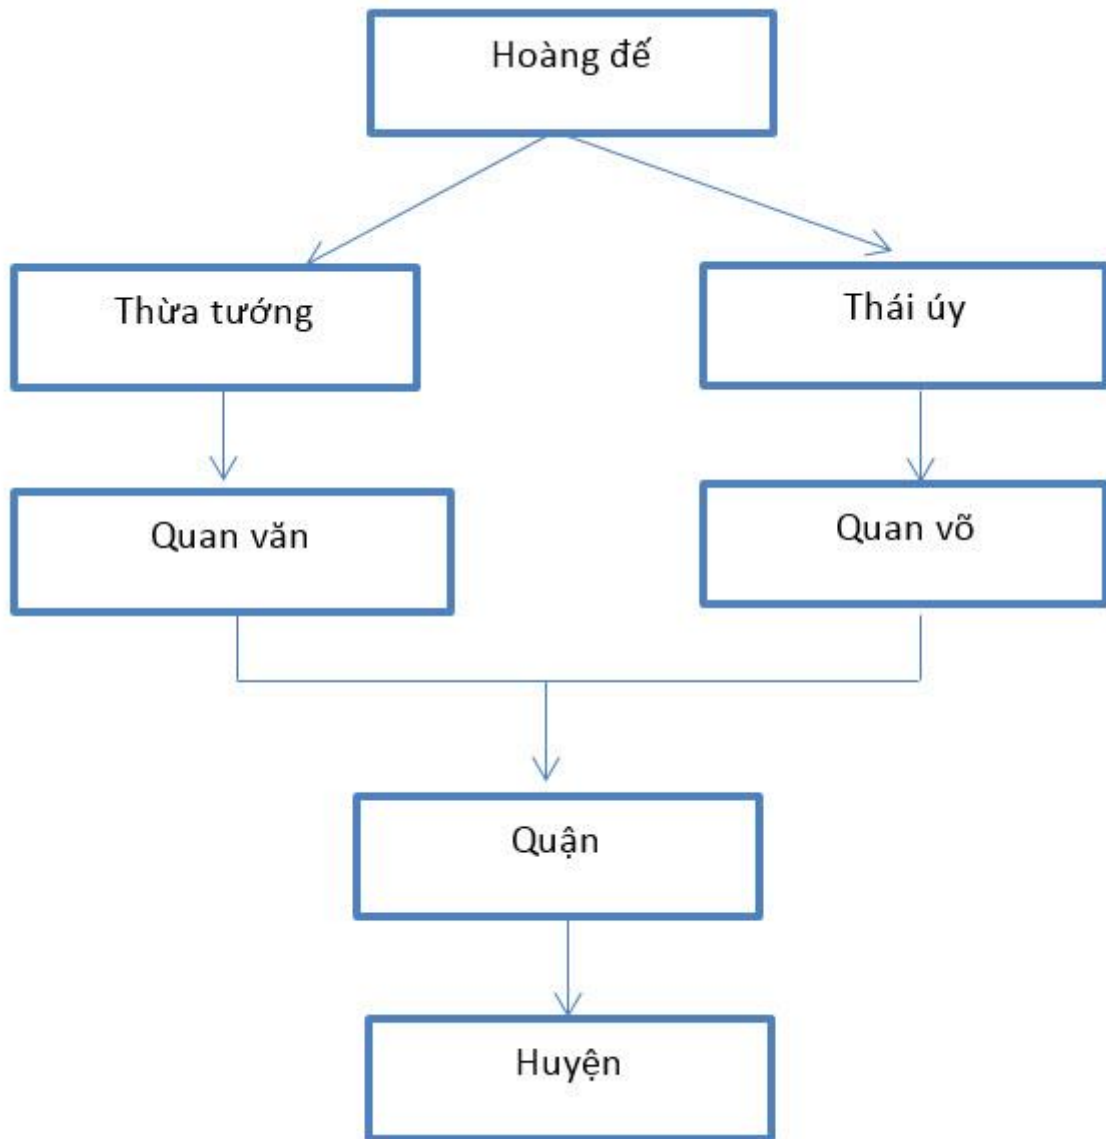 Hoàng đế
Thừa tướng
Thái úy
Quan văn
Quan võ
Quận
Huyện